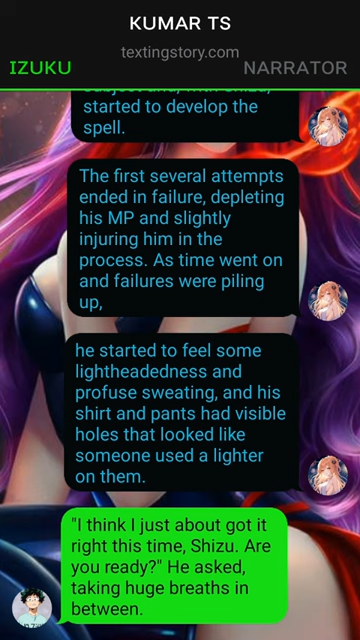 KUMAR TS
textingstory.com
IZUKU
NARRATOR
started to develop the
spell.
The first several attempts
ended in failure, depleting
his MP and slightly
injuring him in the
process. As time went on
and failures were piling
up,
he started to feel some
lightheadedness and
profuse sweating, and his
shirt and pants had visible
holes that looked like
someone used a lighter
on them.
"I think I just about got it
right this time, Shizu. Are
you ready?" He asked,
taking huge breaths in
between.